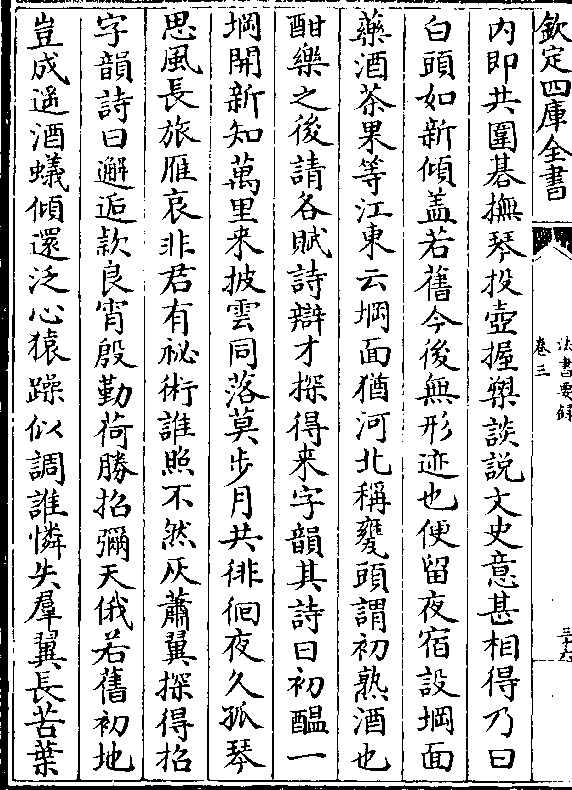 欽定四庫全書
法書要録
卷三
内即共圍碁撫琴投壺握槊談說文史意甚相得乃曰
白頭如新傾蓋若舊今後無形迹也便留夜宿設堈面
藥酒茶果等江東云堈面猶河北稱甕頭謂初熟酒也
酣樂之後請各賦詩辯才探得来字韻其詩曰初醖一
堈開新知萬里来披雲同落莫步月共徘徊夜久孤琴
思風長旅雁哀非君有祕術誰照不然灰蕭翼探得招
字韻詩曰邂逅款良宵殷勤荷勝招彌天俄若舊初地
豈成遥酒蟻傾還泛心猿躁似調誰憐失羣翼長苦葉